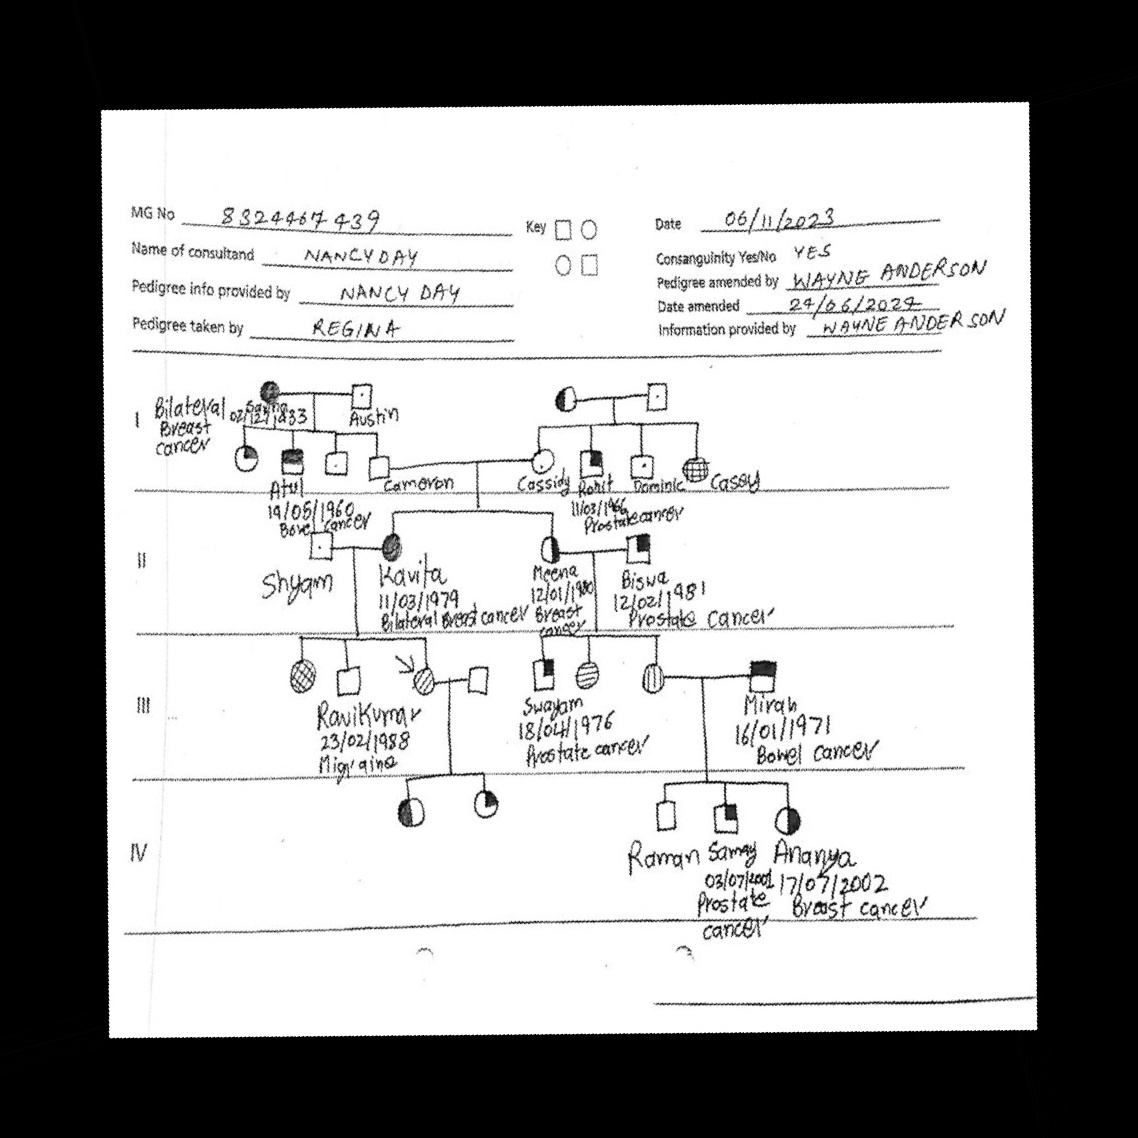 MG No 8324467439
Key
Date 06/11/2023
Name of consultand NANCY DAY
Consanguinity Yes/No YES
Pedigree info provided by NANCY DAY
Pedigree amended by WAYNE ANDERSON
Date amended 24/06/2024
Pedigree taken by REGINA
Information provided by WAYNE ANDERSON
I
Bilateral
Breast
cancer
02/12/1933
Austin
Cameron
Cassidy
Rohit
11/03/1966
Prostate cancer
Dominic
Casey
Atul
19/05/1960
Bowel cancer
II
Shyam
Kavita
11/03/1979
Bilateral Breast cancer
Meena
12/01/1980
Breast
cancer
Biswa
12/02/1981
Prostate cancer
III
Ravikumar
23/02/1988
Migraine
Swayam
18/04/1976
Prostate cancer
Mirah
16/01/1971
Bowel cancer
IV
Raman
Samay
03/07/2001
Prostate
cancer
Ananya
17/07/2002
Breast cancer